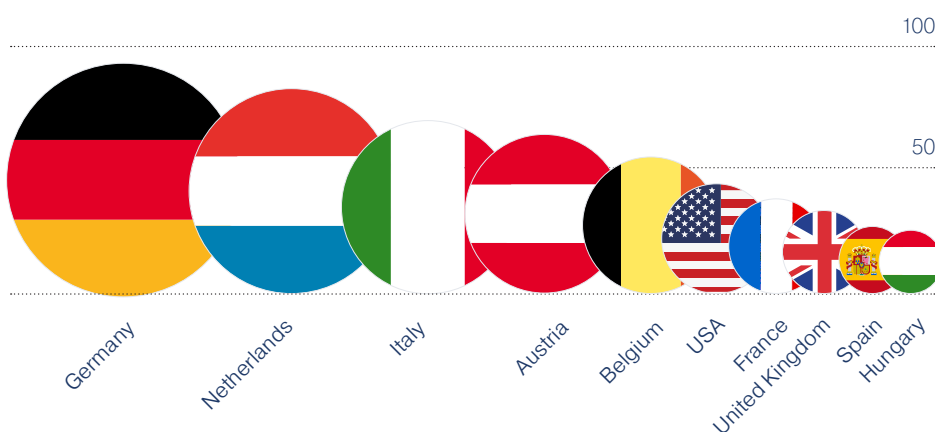 100
50
Germany
Netherlands
Italy
Austria
Belgium
USA
France
United Kingdom
Spain
Hungary